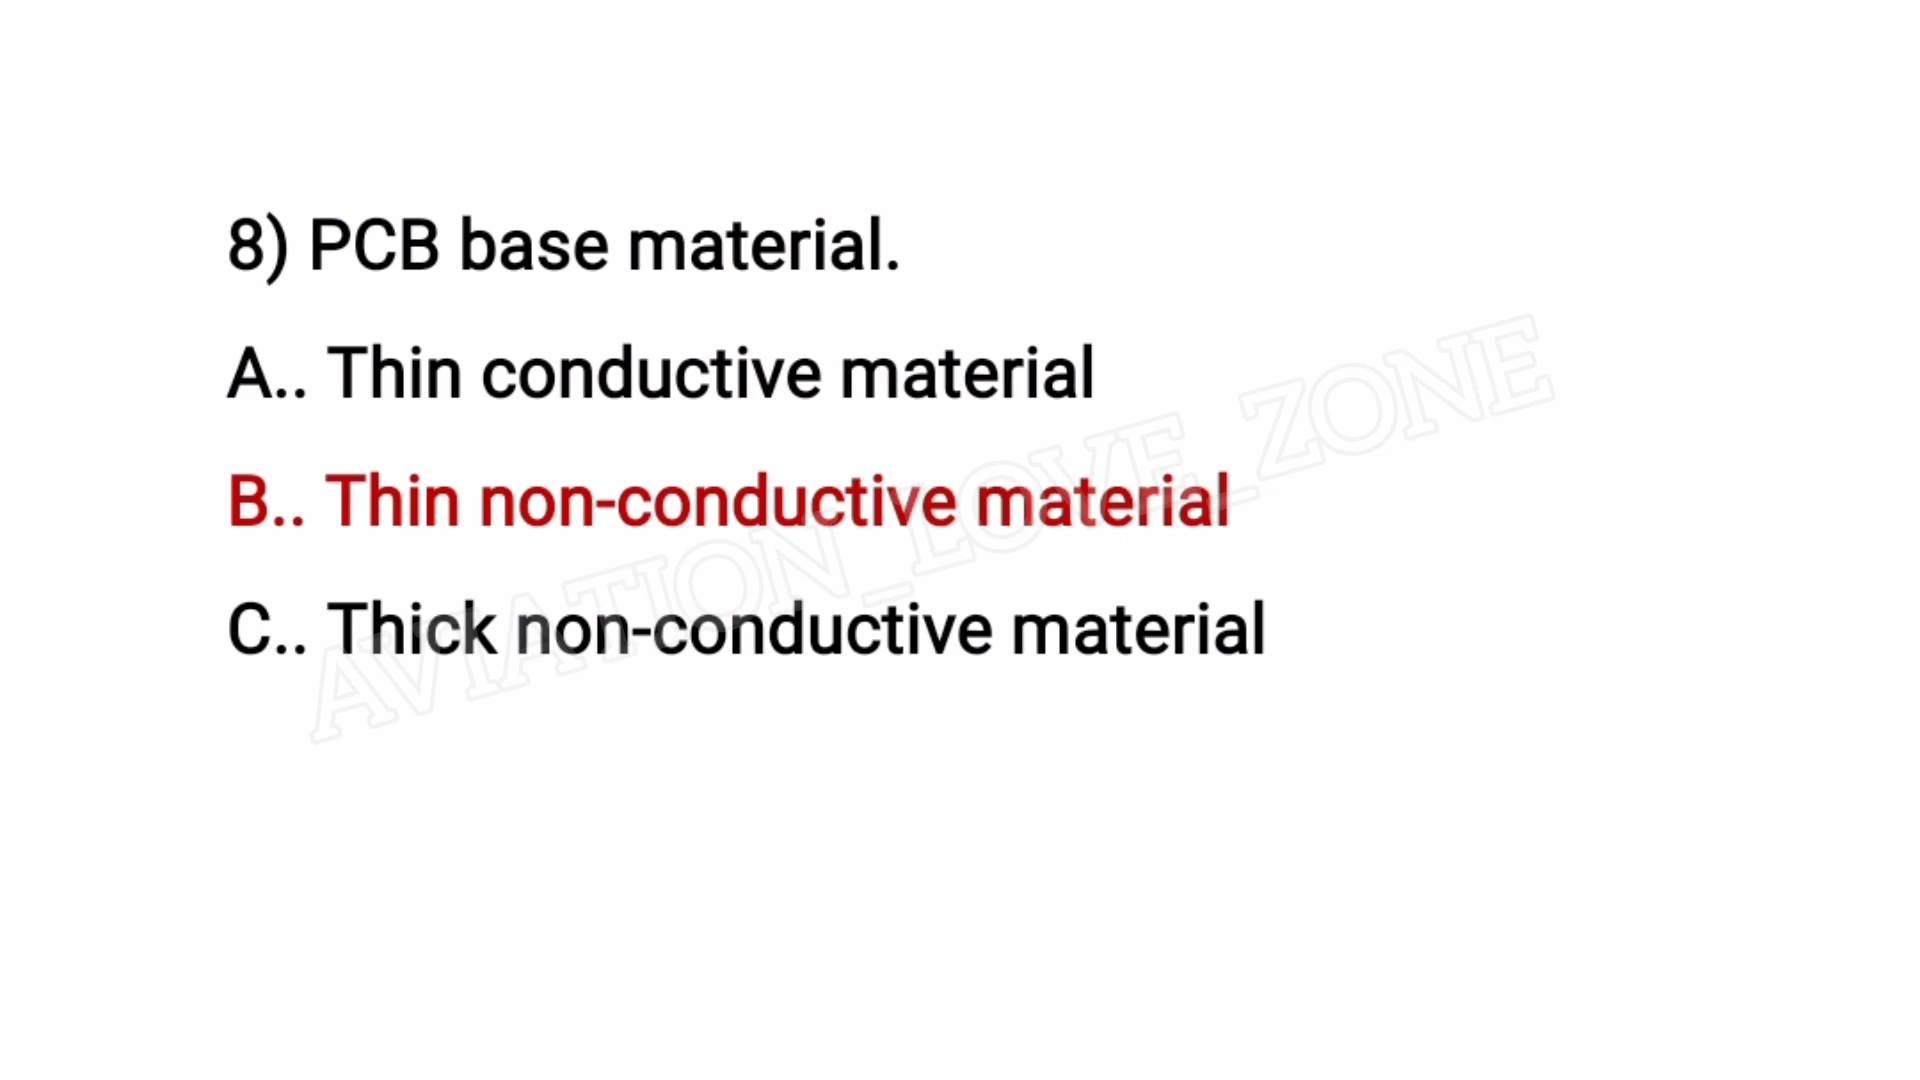 8) PCB base material.
A.. Thin conductive material
B.. Thin non-conductive material
C.. Thick non-conductive material
AVIATION_LOVE_ZONE